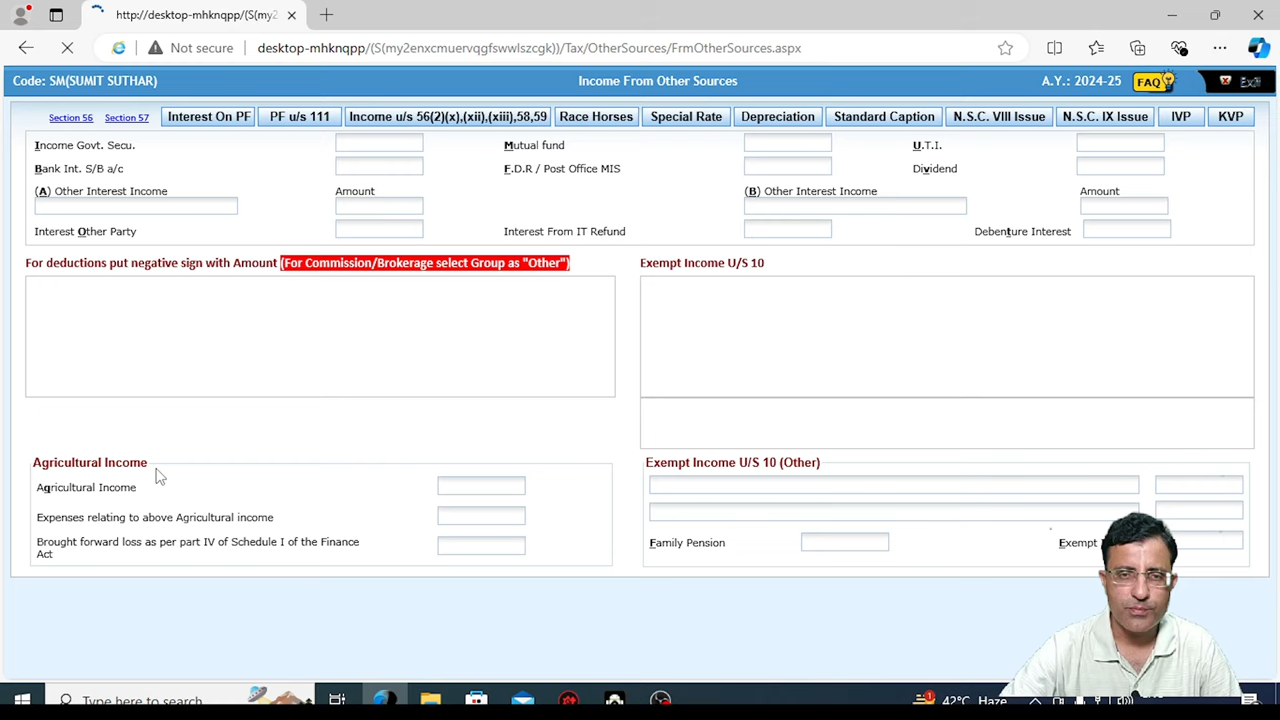 http://desktop-mhknqpp/(S(my2
Not secure desktop-mhknqpp/(S(my2enxcmuervqgfswwlszcgk))/Tax/OtherSources/FrmOtherSources.aspx
Code: SM(SUMIT SUTHAR) Income From Other Sources A.Y.: 2024-25 FAQ Exit
Section 56 Section 57 Interest On PF PF u/s 111 Income u/s 56(2)(x),(xii),(xiii),58,59 Race Horses Special Rate Depreciation Standard Caption N.S.C. VIII Issue N.S.C. IX Issue IVP KVP
Income Govt. Secu. Mutual fund U.T.I.
Bank Int. S/B a/c F.D.R / Post Office MIS Dividend
(A) Other Interest Income Amount (B) Other Interest Income Amount
Interest Other Party Interest From IT Refund Debenture Interest
For deductions put negative sign with Amount (For Commission/Brokerage select Group as "Other") Exempt Income U/S 10
Agricultural Income Exempt Income U/S 10 (Other)
Agricultural Income
Expenses relating to above Agricultural income
Brought forward loss as per part IV of Schedule I of the Finance
Act
Family Pension Exempt
Type here to search 1 42°C Haze